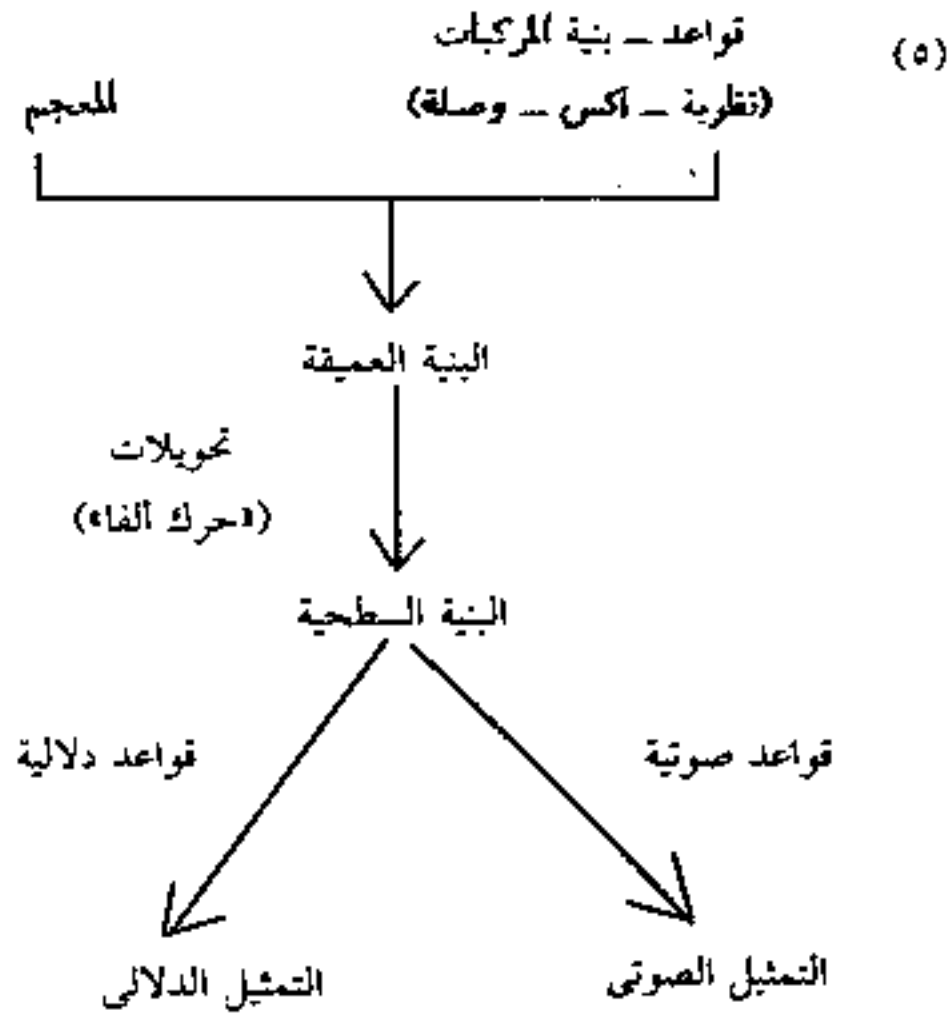 (٥)
قواعد – بنية المركبات
(نظرية – اكس – وصلة)
المعجم
البنية العميقة
تحويلات
(«حرك ألفا»)
البنية السطحية
قواعد صوتية
قواعد دلالية
التمثيل الصوتى
التمثيل الدلالى